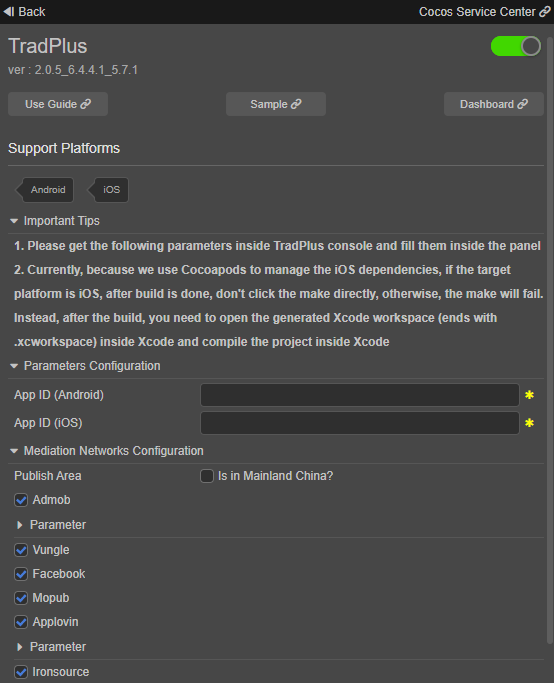 Back
Cocos Service Center
TradPlus
ver : 2.0.5_6.4.4.1_5.7.1
Use Guide
Sample
Dashboard
Support Platforms
Android
iOS
Important Tips
1. Please get the following parameters inside TradPlus console and fill them inside the panel
2. Currently, because we use Cocoapods to manage the iOS dependencies, if the target
platform is iOS, after build is done, don't click the make directly, otherwise, the make will fail.
Instead, after the build, you need to open the generated Xcode workspace (ends with
.xcworkspace) inside Xcode and compile the project inside Xcode
Parameters Configuration
App ID (Android)
App ID (iOS)
Mediation Networks Configuration
Publish Area
Is in Mainland China?
Admob
Parameter
Vungle
Facebook
Mopub
Applovin
Parameter
Ironsource